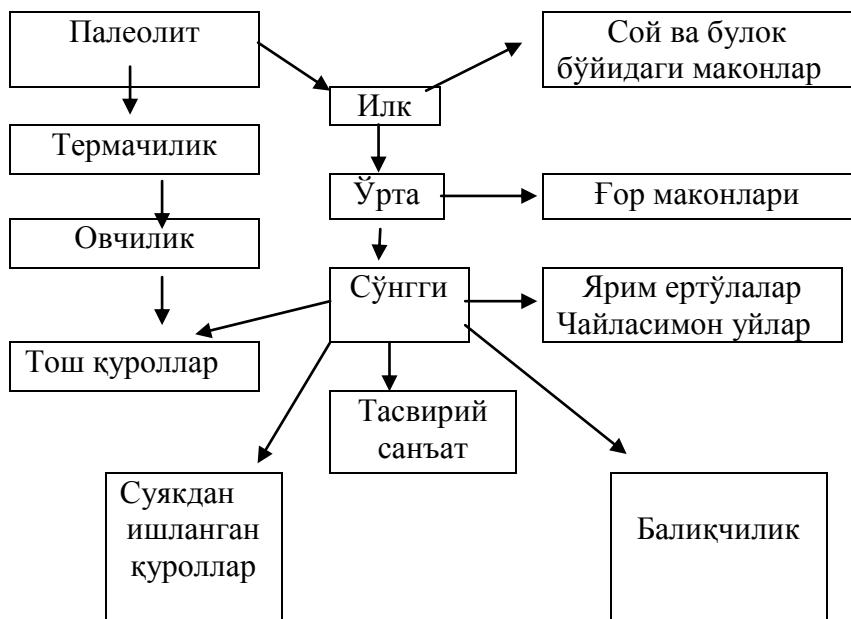 Палеолит
Сой ва булок
бўйидаги маконлар
Илк
Термачилик
Ўрта
Ғор маконлари
Овчилик
Сўнгги
Ярим ертўлалар
Чайласимон уйлар
Тош қуроллар
Тасвирий
санъат
Суякдан
ишланган
қуроллар
Балиқчилик